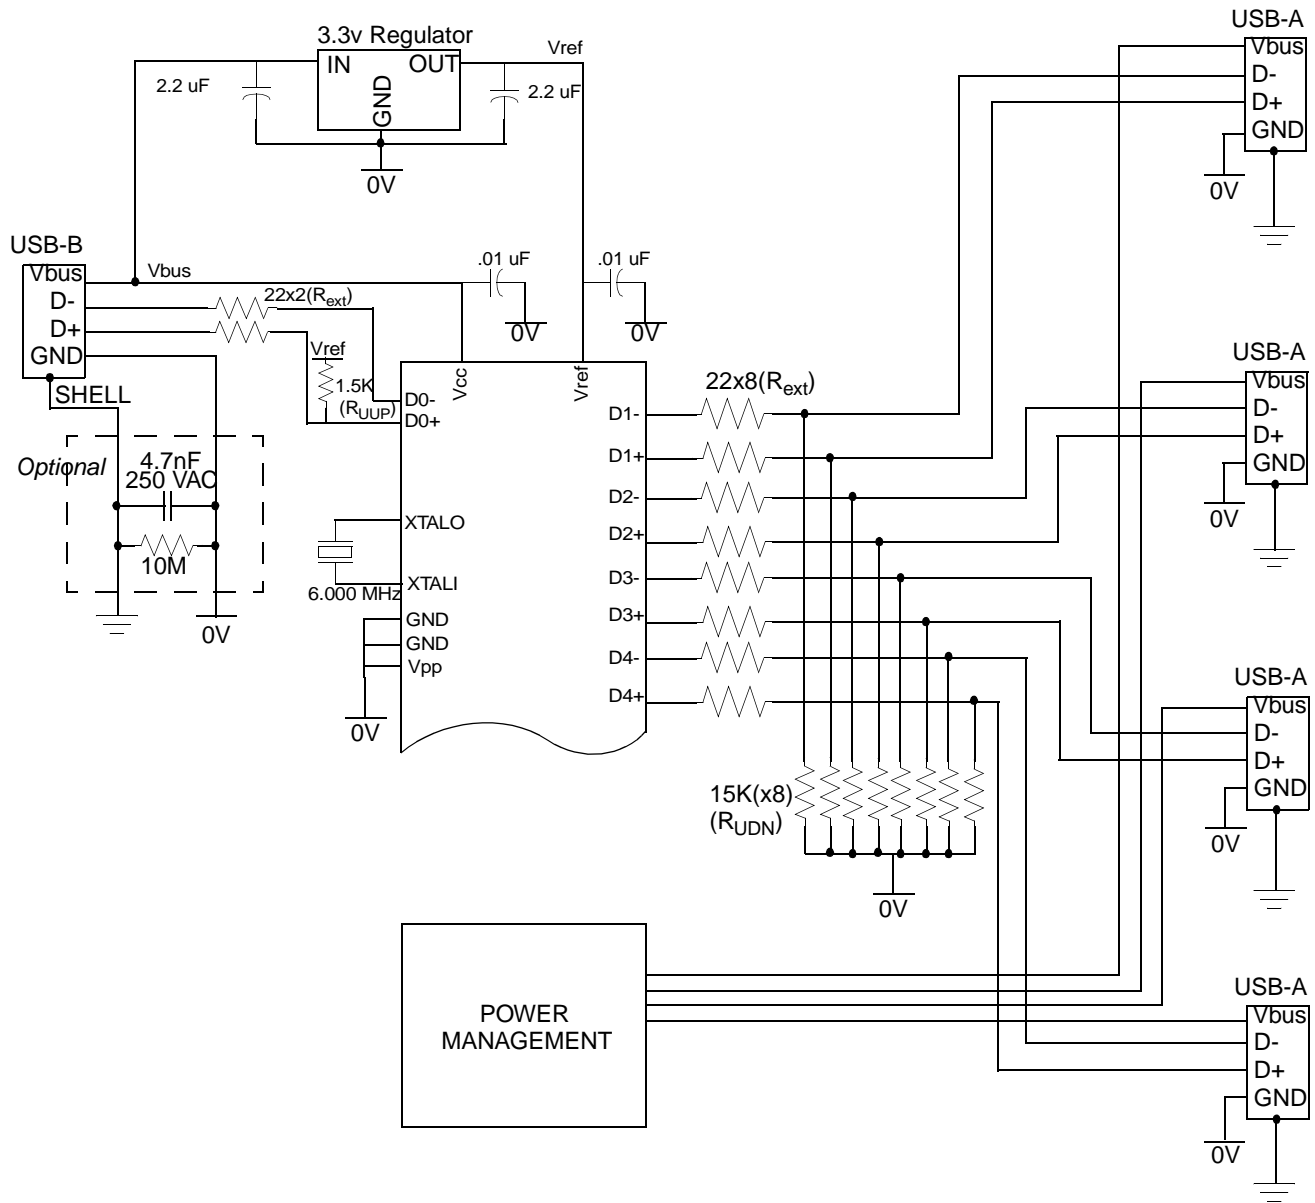 USB-A
Vbus
D-
D+
GND
0V
3.3v Regulator
IN
OUT
GND
Vref
2.2 uF
2.2 uF
0V
USB-B
Vbus
D-
D+
GND
SHELL
Vbus
22x2(Rext)
.01 uF
0V
.01 uF
0V
Vref
1.5K
(RUUP)
Optional
4.7nF
250 VAC
10M
0V
Vcc
Vref
D0-
D0+
XTALO
XTALI
6.000 MHz
GND
GND
Vpp
0V
D1-
D1+
D2-
D2+
D3-
D3+
D4-
D4+
22x8(Rext)
15K(x8)
(RUDN)
0V
USB-A
Vbus
D-
D+
GND
0V
USB-A
Vbus
D-
D+
GND
0V
POWER
MANAGEMENT
USB-A
Vbus
D-
D+
GND
0V